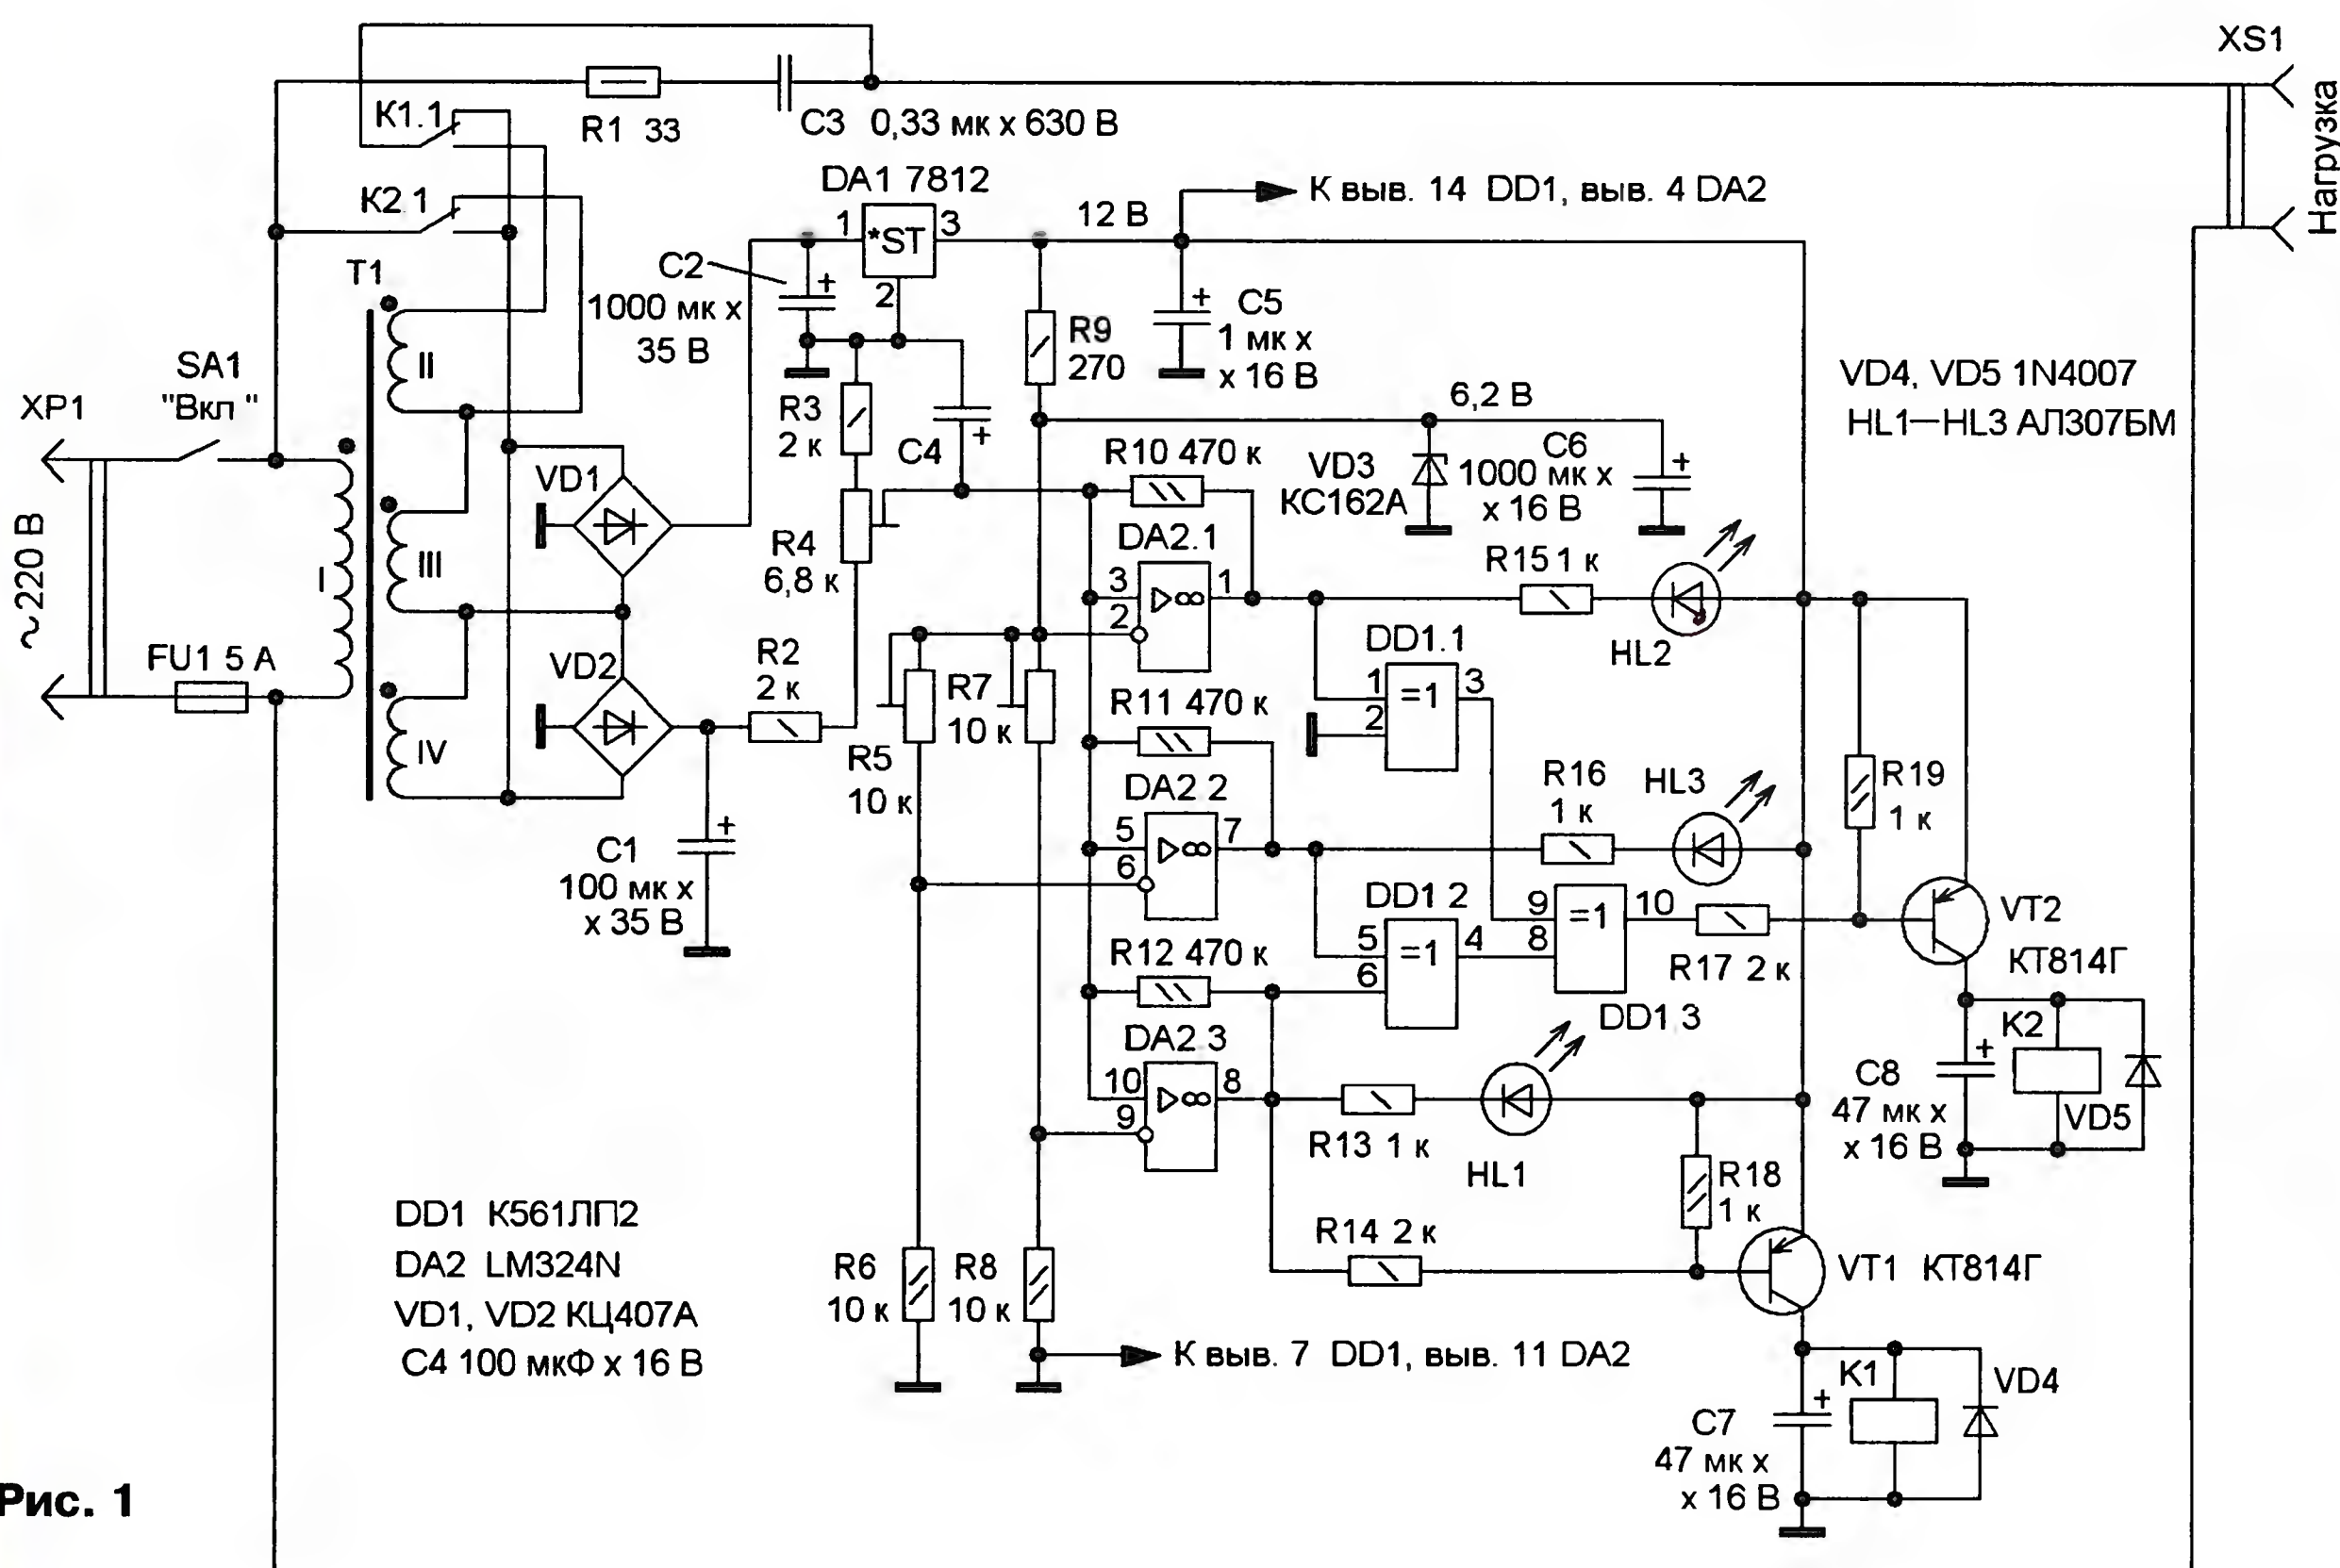 XS1
Нагрузка
K1.1
R1 33
C3 0,33 мк x 630 В
K2.1
DA1 7812
1
*ST
3
2
12 В
К выв. 14 DD1, выв. 4 DA2
T1
C2
1000 мк x
35 В
C5
1 мк x
x 16 В
R9
270
SA1
"Вкл"
XP1
~220 В
FU1 5 А
I
II
III
IV
VD1
VD2
R3
2 к
C4
R4
6,8 к
R2
2 к
6,2 В
VD4, VD5 1N4007
HL1—HL3 АЛ307БМ
R10 470 к
VD3
КС162А
C6
1000 мк x
x 16 В
DA2.1
3
2
1
▷∞
R15 1 к
HL2
DD1.1
1
2
=1
3
R5
10 к
R7
10 к
R11 470 к
DA2 2
5
6
7
▷∞
R16
1 к
HL3
R19
1 к
C1
100 мк x
x 35 В
DD1 2
5
6
=1
4
9
8
=1
10
DD1 3
R17 2 к
VT2
КТ814Г
R12 470 к
DA2 3
10
9
8
▷∞
R13 1 к
HL1
R18
1 к
C8
47 мк x
x 16 В
K2
VD5
R14 2 к
VT1 КТ814Г
DD1 К561ЛП2
DA2 LM324N
VD1, VD2 КЦ407А
C4 100 мкФ x 16 В
R6
10 к
R8
10 к
К выв. 7 DD1, выв. 11 DA2
K1
VD4
C7
47 мк x
x 16 В
Рис. 1